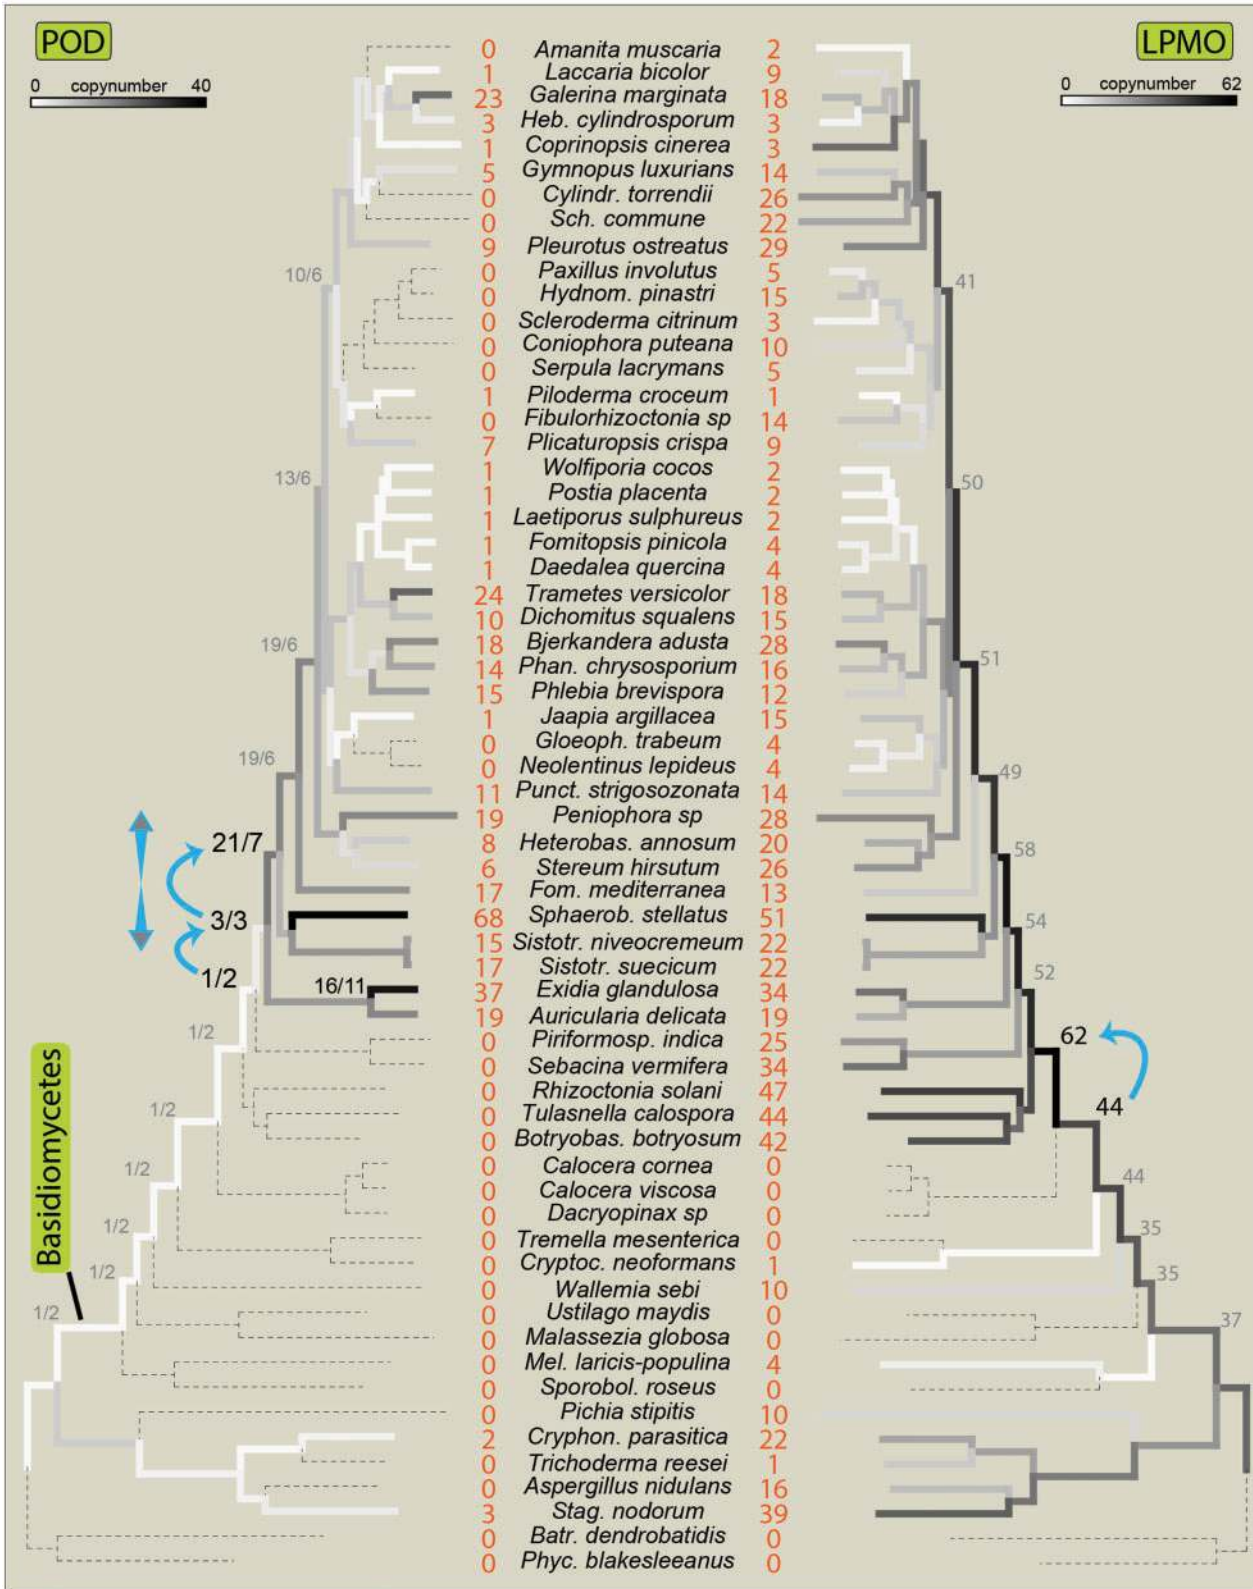 POD
LPMO
0 copynumber 40
0 copynumber 62
0 Amanita muscaria 2
1 Laccaria bicolor 9
23 Galerina marginata 18
3 Heb. cylindrosporum 3
1 Coprinopsis cinerea 3
5 Gymnopus luxurians 14
0 Cylindr. torrendii 26
0 Sch. commune 22
9 Pleurotus ostreatus 29
0 Paxillus involutus 5
10/6
41
0 Hydnom. pinastri 15
0 Scleroderma citrinum 3
0 Coniophora puteana 10
0 Serpula lacrymans 5
1 Piloderma croceum 1
0 Fibulorhizoctonia sp 14
7 Plicaturopsis crispa 9
1 Wolfiporia cocos 2
13/6
50
1 Postia placenta 2
1 Laetiporus sulphureus 2
1 Fomitopsis pinicola 4
1 Daedalea quercina 4
24 Trametes versicolor 18
10 Dichomitus squalens 15
19/6
18 Bjerkandera adusta 28
51
14 Phan. chrysosporium 16
15 Phlebia brevispora 12
1 Jaapia argillacea 15
0 Gloeoph. trabeum 4
19/6
0 Neolentinus lepideus 4
49
11 Punct. strigosozonata 14
19 Peniophora sp 28
21/7
8 Heterobas. annosum 20
58
6 Stereum hirsutum 26
17 Fom. mediterranea 13
3/3
68 Sphaerob. stellatus 51
54
15 Sistotr. niveocremeum 22
1/2
17 Sistotr. suecicum 22
52
16/11
37 Exidia glandulosa 34
19 Auricularia delicata 19
1/2
0 Piriformosp. indica 25
62
0 Sebacina vermifera 34
0 Rhizoctonia solani 47
1/2
0 Tulasnella calospora 44
44
0 Botryobas. botryosum 42
1/2
0 Calocera cornea 0
44
0 Calocera viscosa 0
0 Dacryopinax sp 0
1/2
35
0 Tremella mesenterica 0
0 Cryptoc. neoformans 1
1/2
35
Basidiomycetes
0 Wallemia sebi 10
1/2
37
0 Ustilago maydis 0
0 Malassezia globosa 0
0 Mel. laricis-populina 4
0 Sporobol. roseus 0
0 Pichia stipitis 10
2 Cryphon. parasitica 22
0 Trichoderma reesei 1
0 Aspergillus nidulans 16
3 Stag. nodorum 39
0 Batr. dendrobatidis 0
0 Phyc. blakesleeanus 0